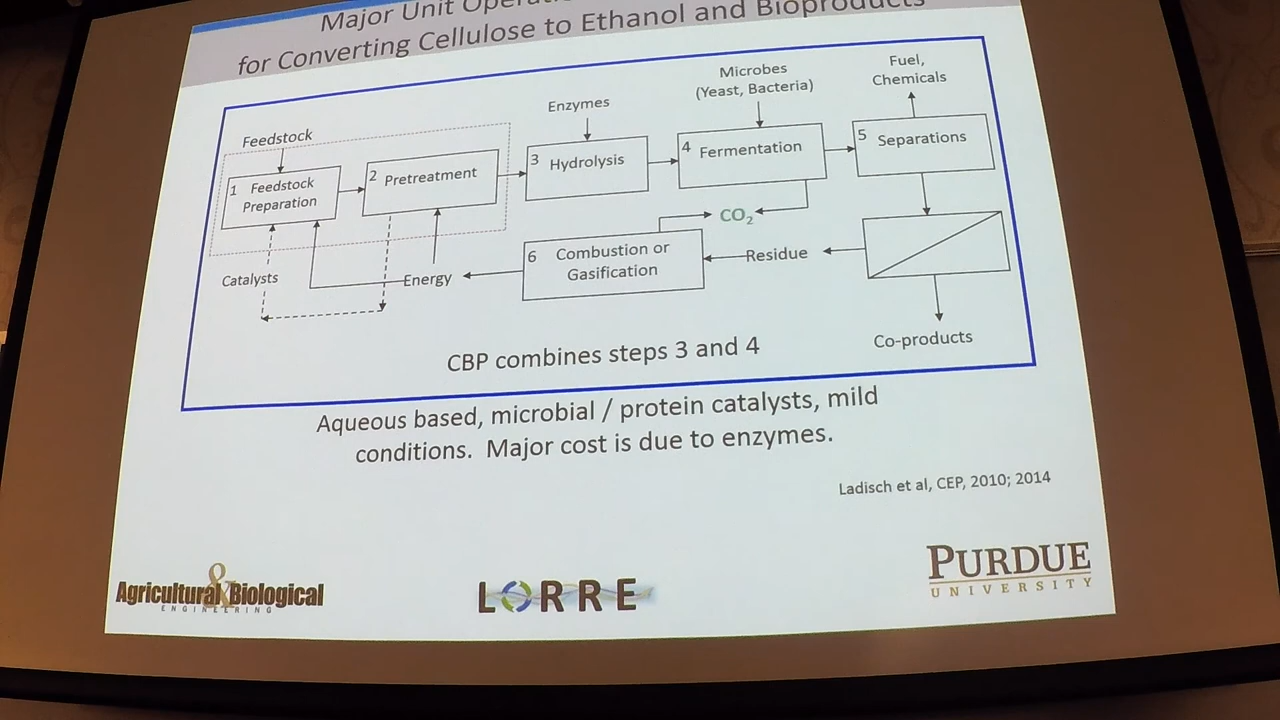 Major Unit
for Converting Cellulose to Ethanol and Bioproducts
Feedstock
1 Feedstock
Preparation
2 Pretreatment
Enzymes
3 Hydrolysis
Microbes
(Yeast, Bacteria)
4 Fermentation
Fuel,
Chemicals
5 Separations
CO2
Catalysts
Energy
6 Combustion or
Gasification
Residue
Co-products
CBP combines steps 3 and 4
Aqueous based, microbial / protein catalysts, mild
conditions. Major cost is due to enzymes.
Ladisch et al, CEP, 2010; 2014
Agricultural & Biological
ENGINEERING
LORRE
PURDUE
UNIVERSITY